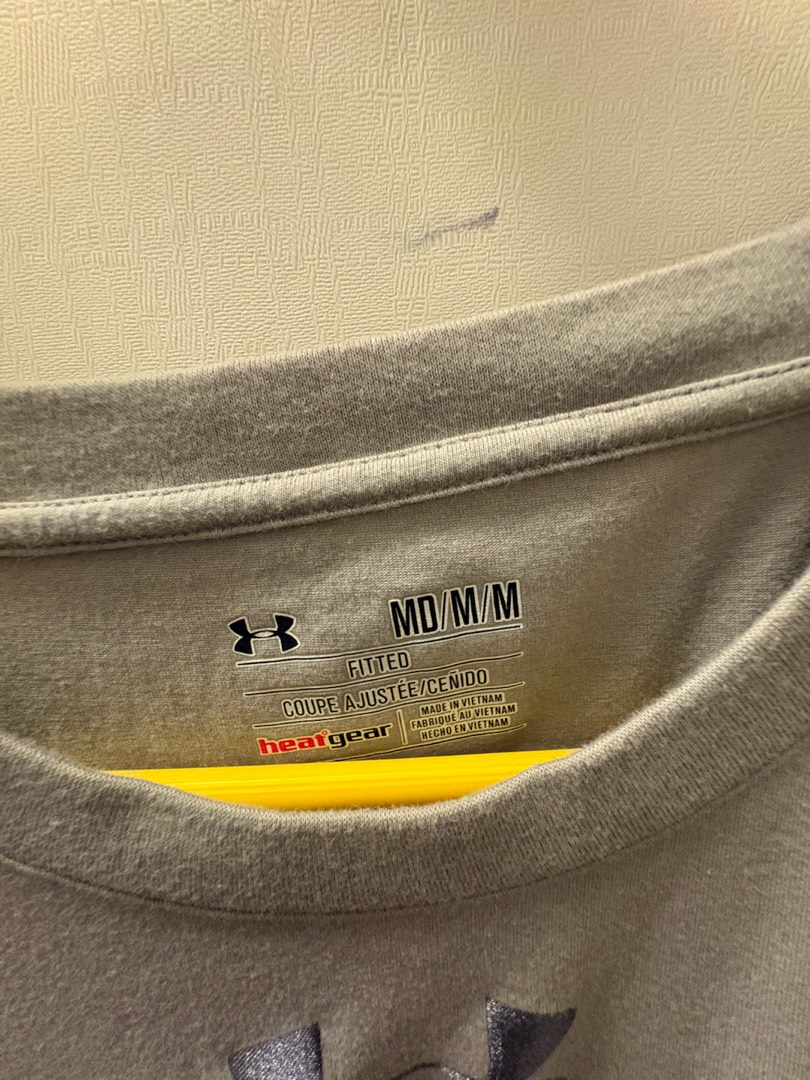 MD/M/M
FITTED
COUPE AJUSTÉE/CEÑIDO
heatgear
MADE IN VIETNAM
FABRIQUÉ AU VIETNAM
HECHO EN VIETNAM